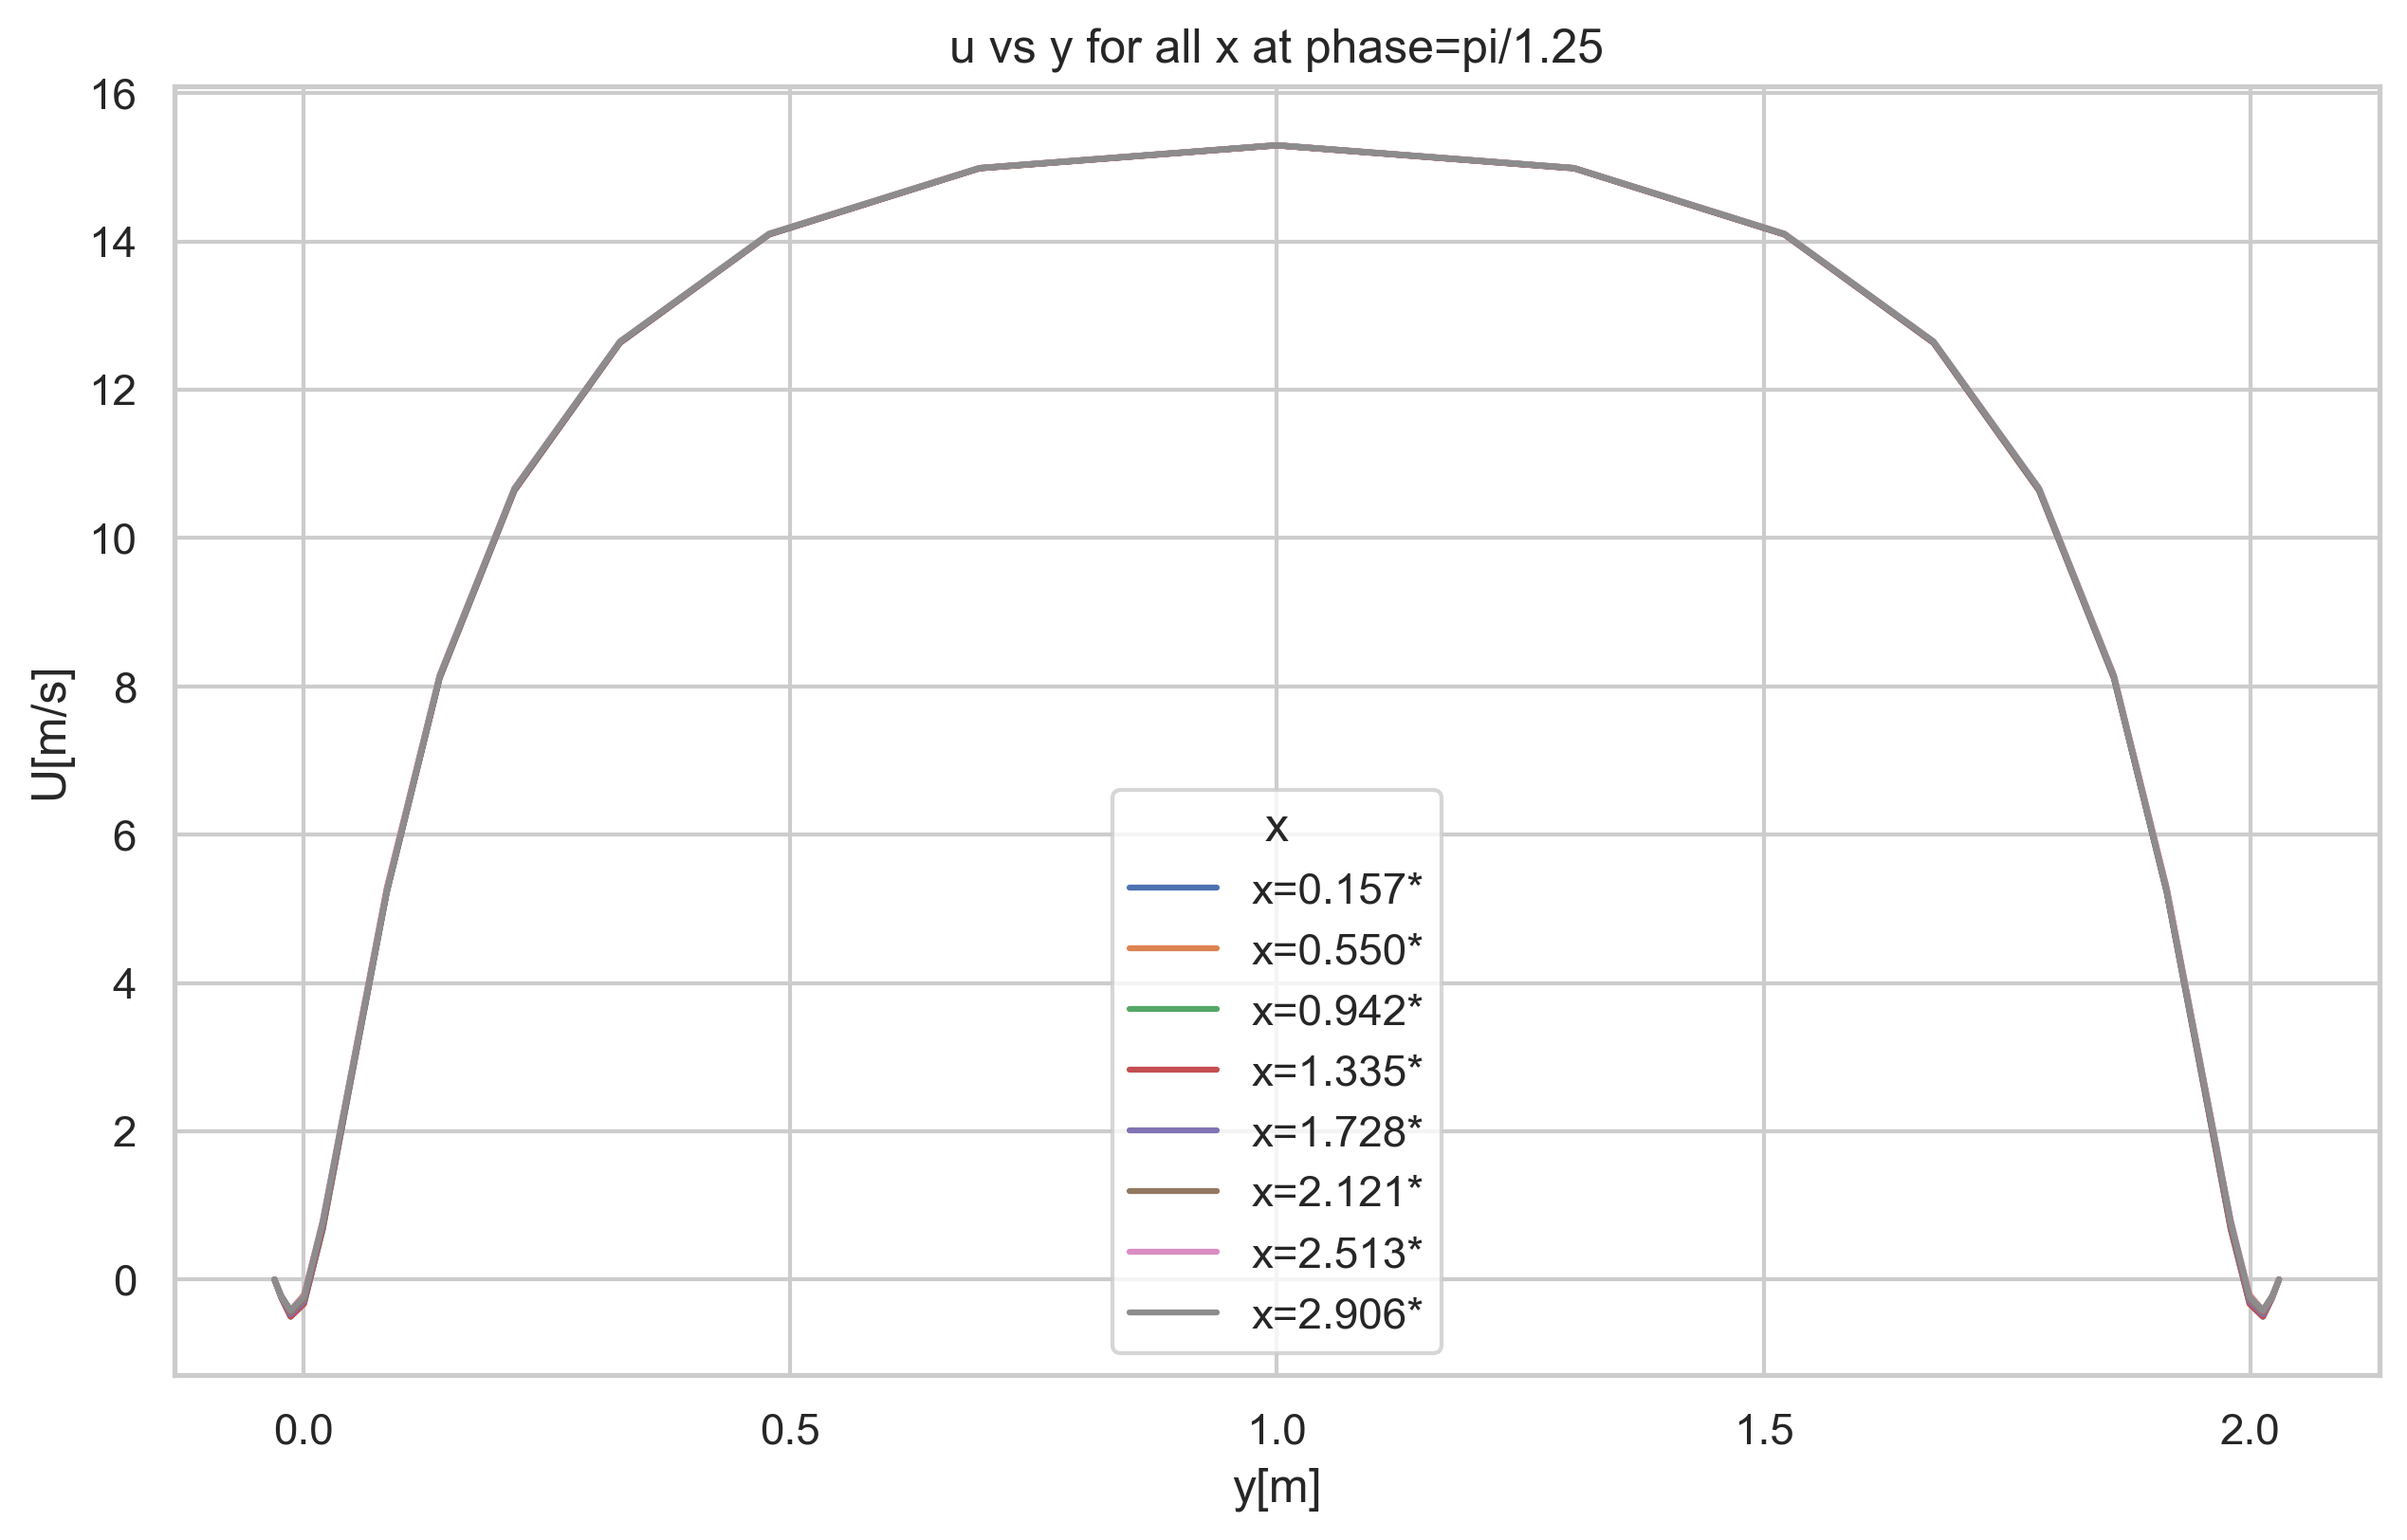 u vs y for all x at phase=pi/1.25
16
14
12
10
8
6
4
2
0
U[m/s]
x
x=0.157*
x=0.550*
x=0.942*
x=1.335*
x=1.728*
x=2.121*
x=2.513*
x=2.906*
0.0 0.5 1.0 1.5 2.0
y[m]